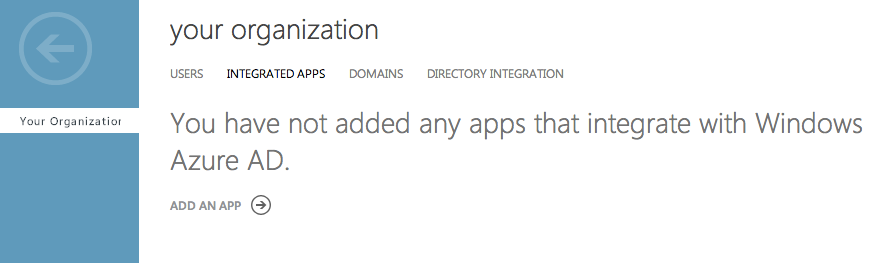 your organization
USERS INTEGRATED APPS DOMAINS DIRECTORY INTEGRATION
Your Organization
You have not added any apps that integrate with Windows
Azure AD.
ADD AN APP